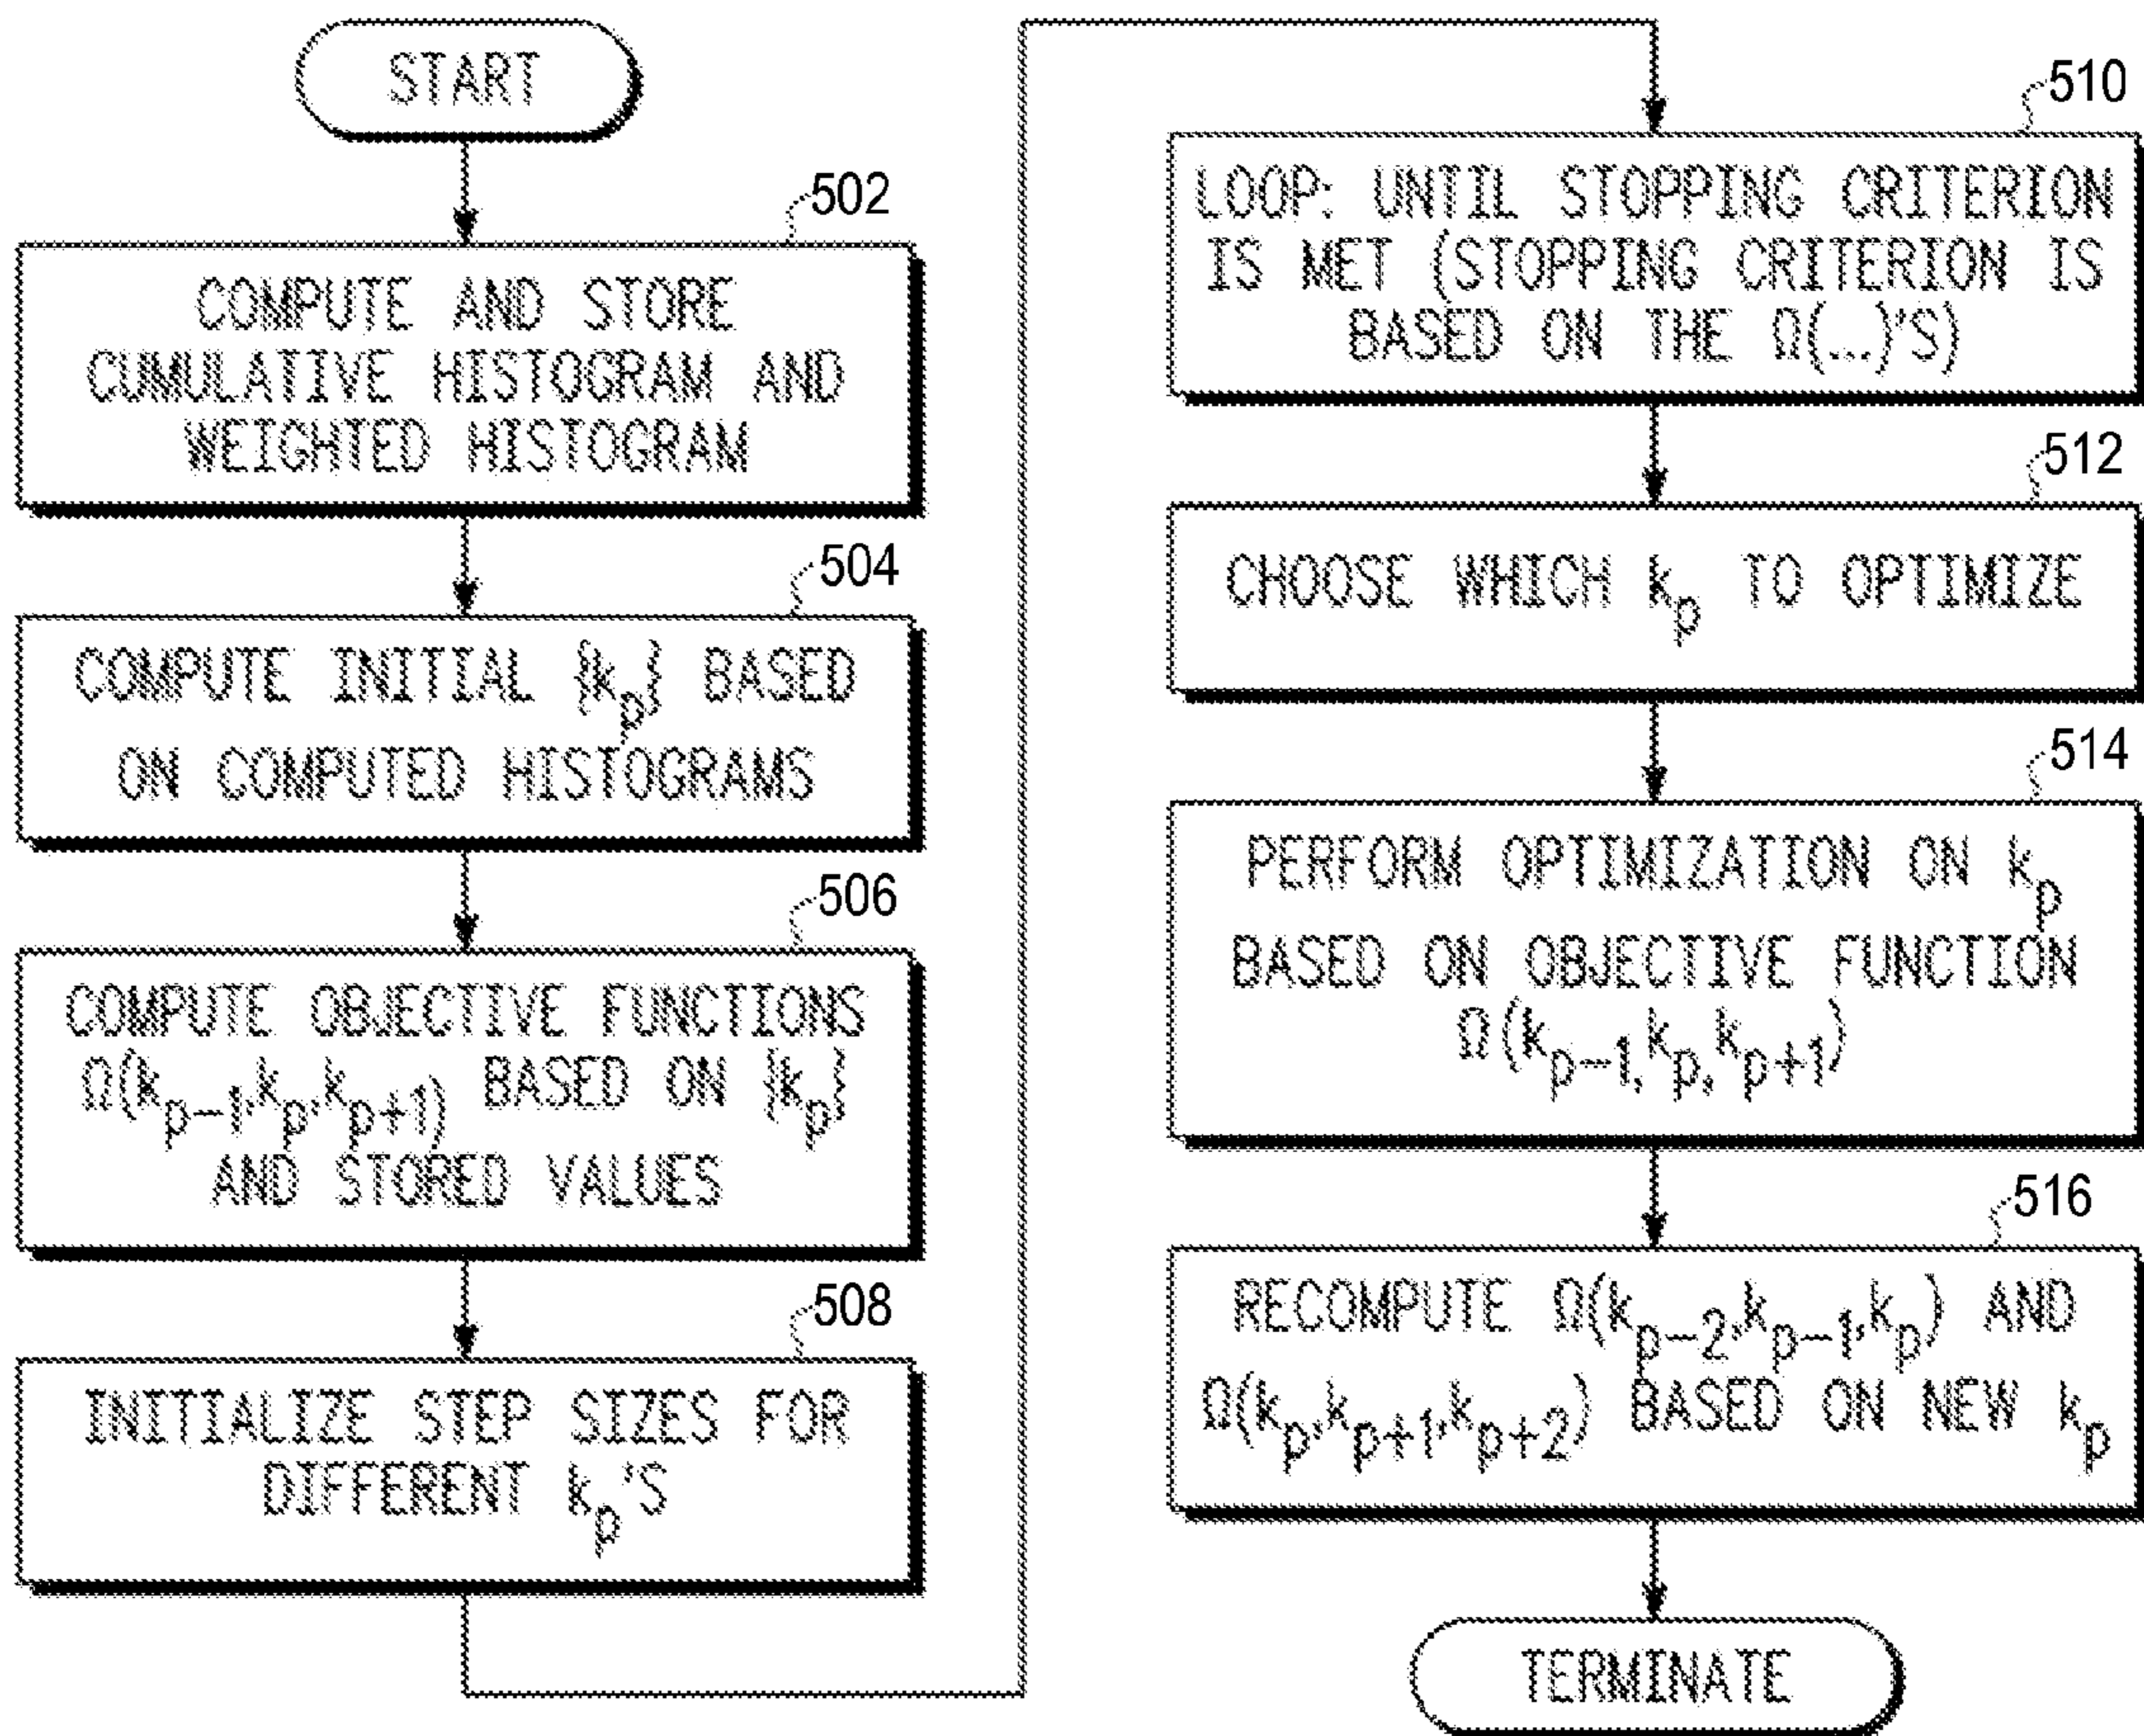 START
502
COMPUTE AND STORE
CUMULATIVE HISTOGRAM AND
WEIGHTED HISTOGRAM
504
COMPUTE INITIAL {kₚ} BASED
ON COMPUTED HISTOGRAMS
506
COMPUTE OBJECTIVE FUNCTIONS
Ω(kₚ₋₁,kₚ,kₚ₊₁) BASED ON {kₚ}
AND STORED VALUES
508
INITIALIZE STEP SIZES FOR
DIFFERENT kₚ'S
510
LOOP: UNTIL STOPPING CRITERION
IS MET (STOPPING CRITERION IS
BASED ON THE Ω(...)'S)
512
CHOOSE WHICH kₚ TO OPTIMIZE
514
PERFORM OPTIMIZATION ON kₚ
BASED ON OBJECTIVE FUNCTION
Ω(kₚ₋₁,kₚ,kₚ₊₁)
516
RECOMPUTE Ω(kₚ₋₂,kₚ₋₁,kₚ) AND
Ω(kₚ,kₚ₊₁,kₚ₊₂) BASED ON NEW kₚ
TERMINATE